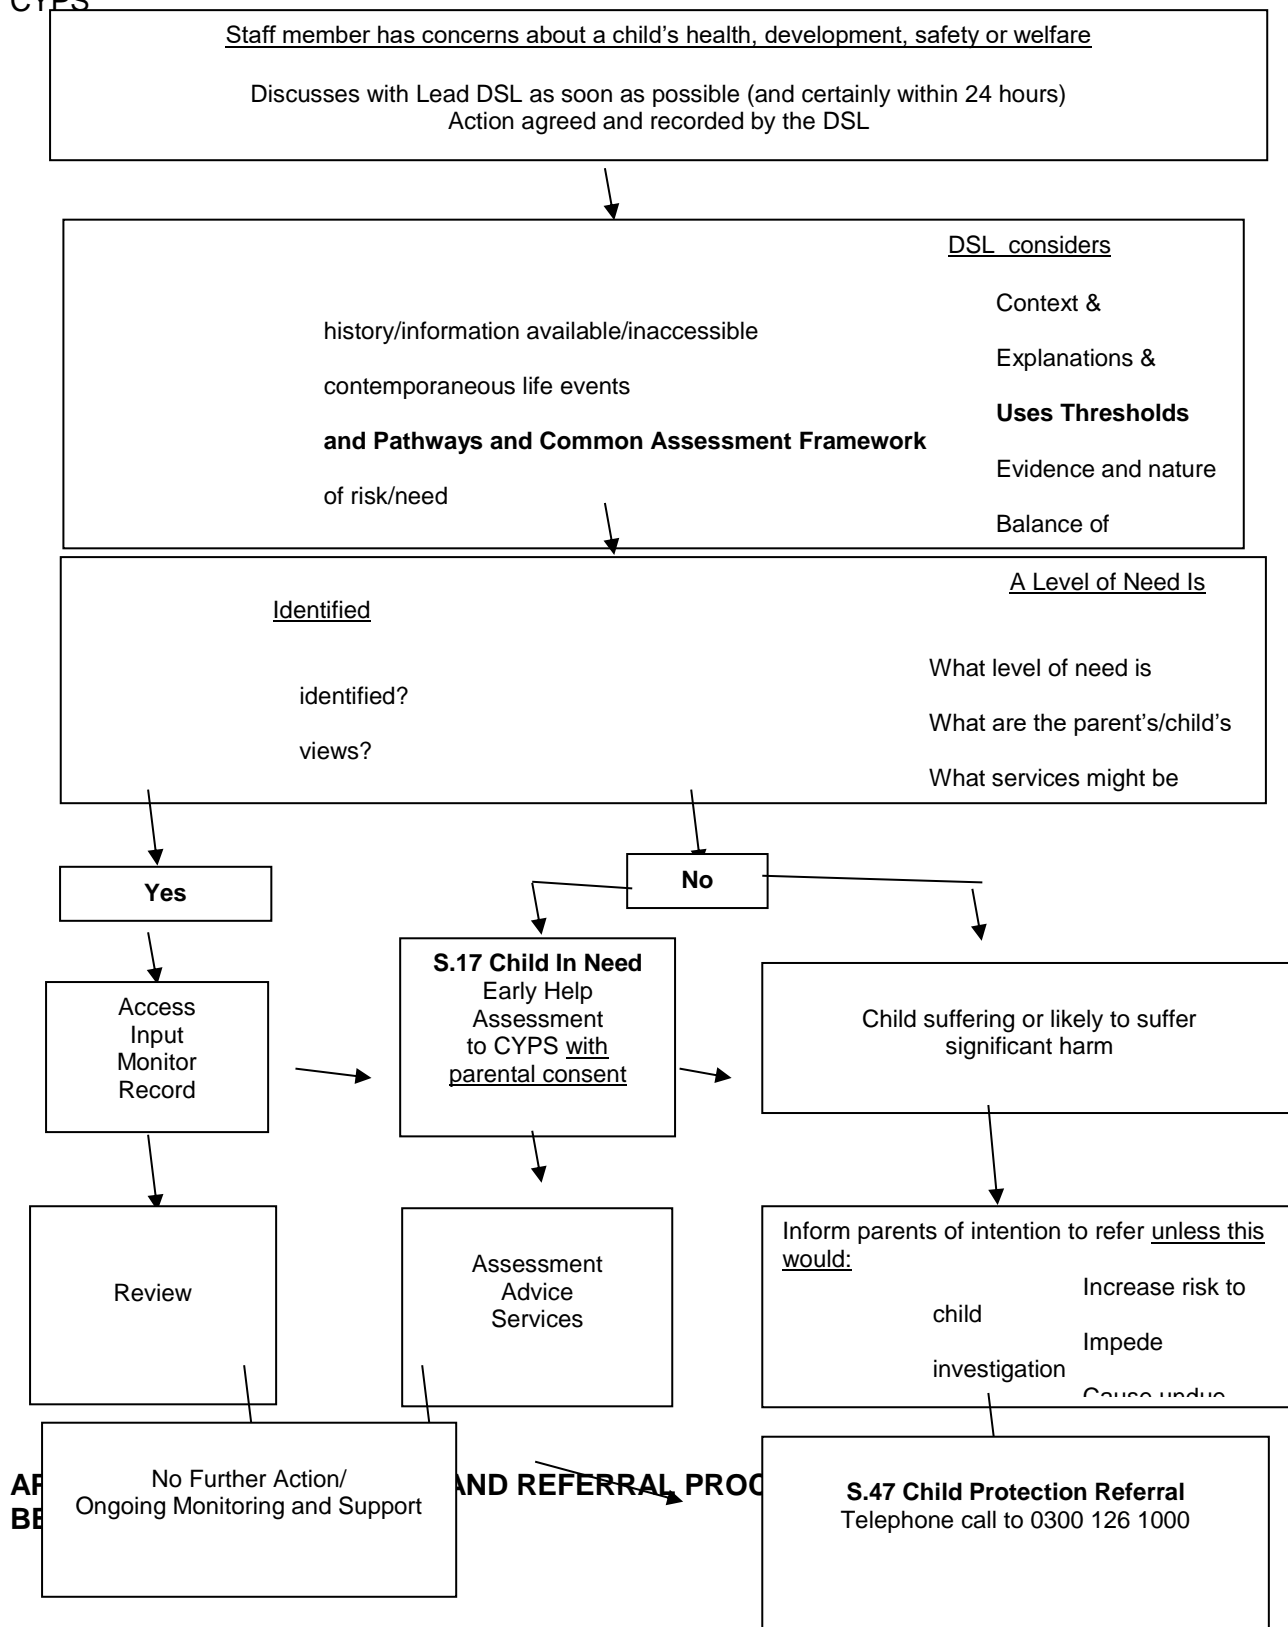 CYPS
Staff member has concerns about a child's health, development, safety or welfare
Discusses with Lead DSL as soon as possible (and certainly within 24 hours)
Action agreed and recorded by the DSL
DSL considers
Context &
history/information available/inaccessible
Explanations &
contemporaneous life events
Uses Thresholds
and Pathways and Common Assessment Framework
Evidence and nature
of risk/need
Balance of
A Level of Need Is
Identified
What level of need is
identified?
What are the parent's/child's
views?
What services might be
Yes
No
Access
Input
Monitor
Record
S.17 Child In Need
Early Help
Assessment
to CYPS with
parental consent
Child suffering or likely to suffer
significant harm
Review
Assessment
Advice
Services
Inform parents of intention to refer unless this
would:
Increase risk to
child
Impede
investigation
Cause undue
No Further Action/
Ongoing Monitoring and Support
AND REFERRAL
S.47 Child Protection Referral
Telephone call to 0300 126 1000